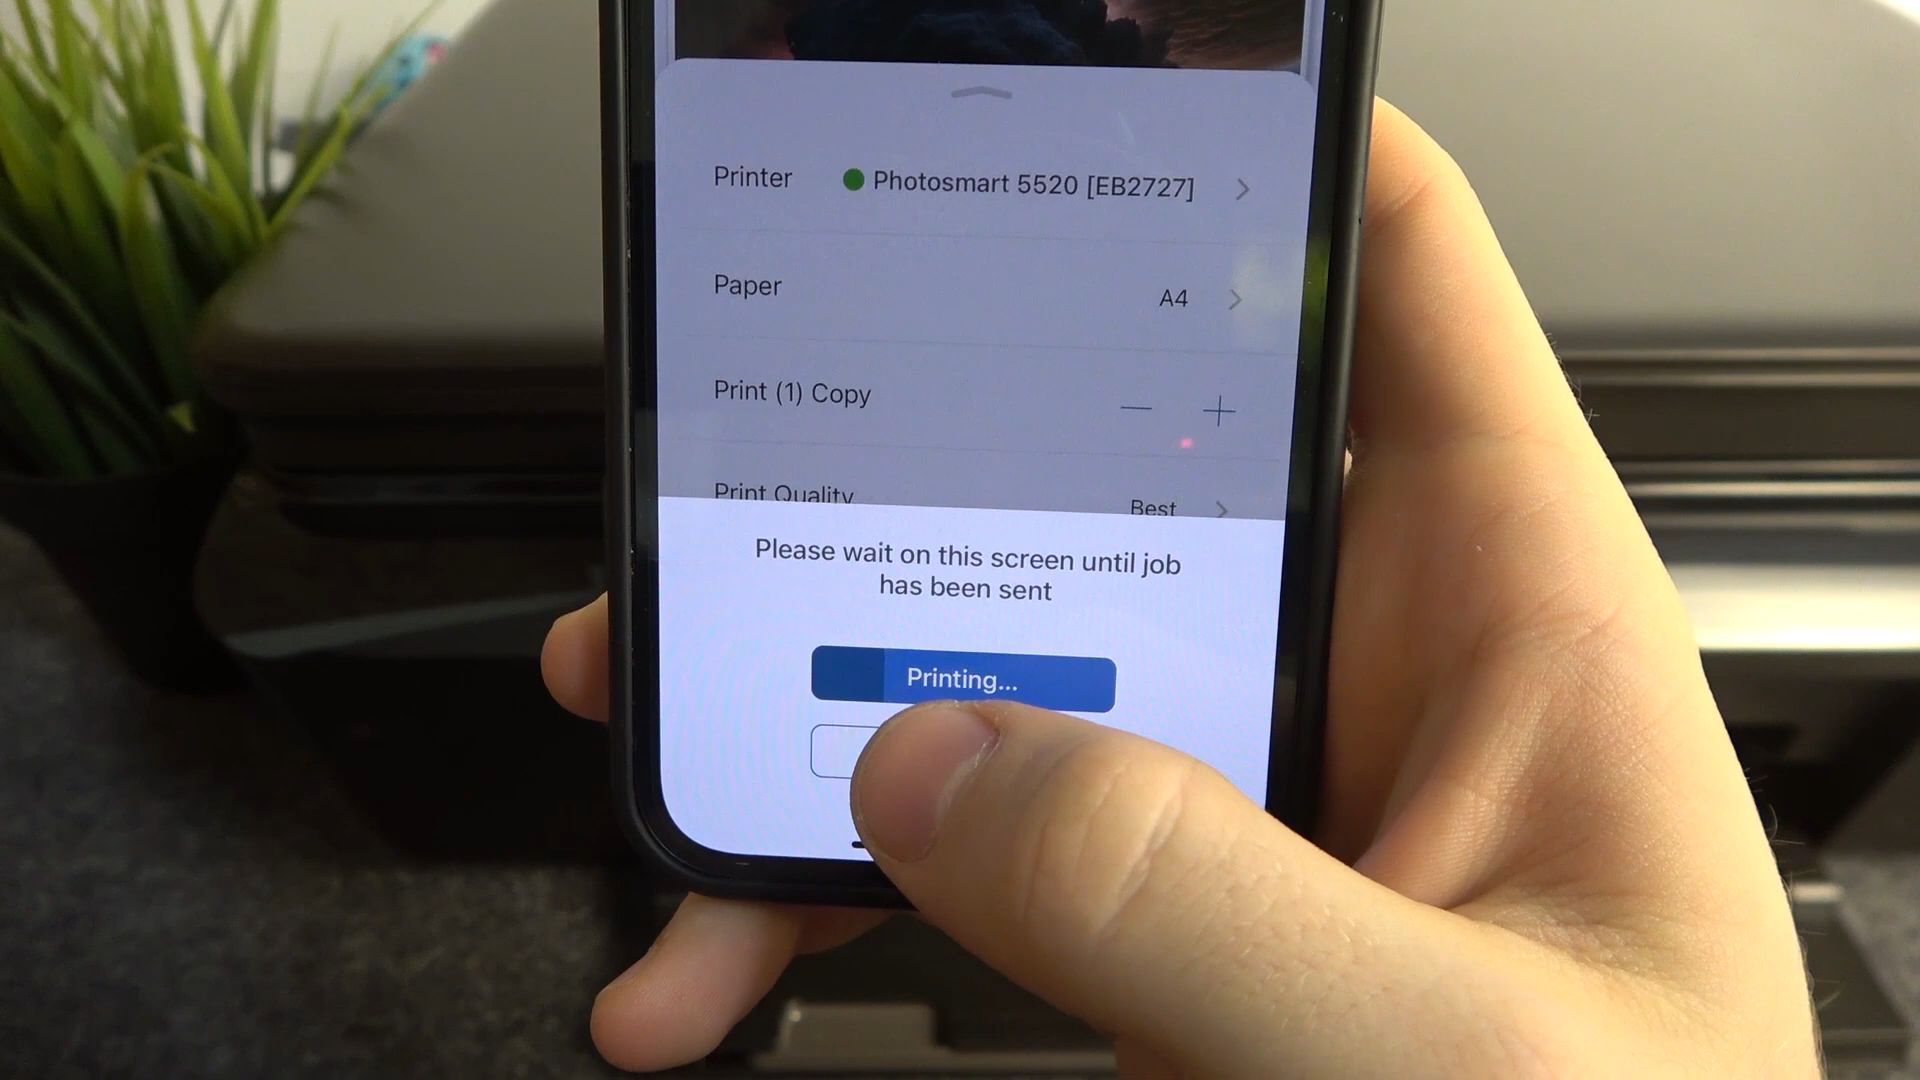 Printer Photosmart 5520 [EB2727]
Paper A4
Print (1) Copy
Print Quality Best
Please wait on this screen until job
has been sent
Printing...